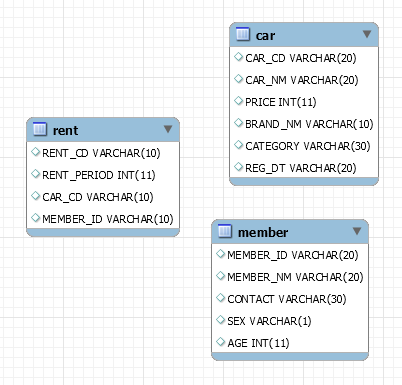 car
CAR_CD VARCHAR(20)
CAR_NM VARCHAR(20)
PRICE INT(11)
BRAND_NM VARCHAR(10)
CATEGORY VARCHAR(30)
REG_DT VARCHAR(20)
rent
RENT_CD VARCHAR(10)
RENT_PERIOD INT(11)
CAR_CD VARCHAR(10)
MEMBER_ID VARCHAR(10)
member
MEMBER_ID VARCHAR(20)
MEMBER_NM VARCHAR(20)
CONTACT VARCHAR(30)
SEX VARCHAR(1)
AGE INT(11)